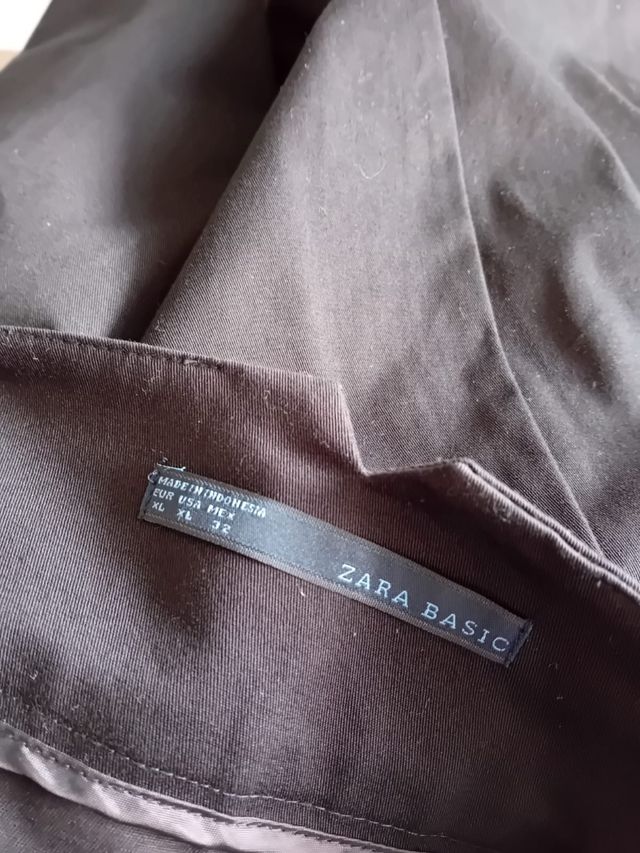 MADE IN INDONESIA
EUR USA MEX
XL XL 32
ZARA BASIC